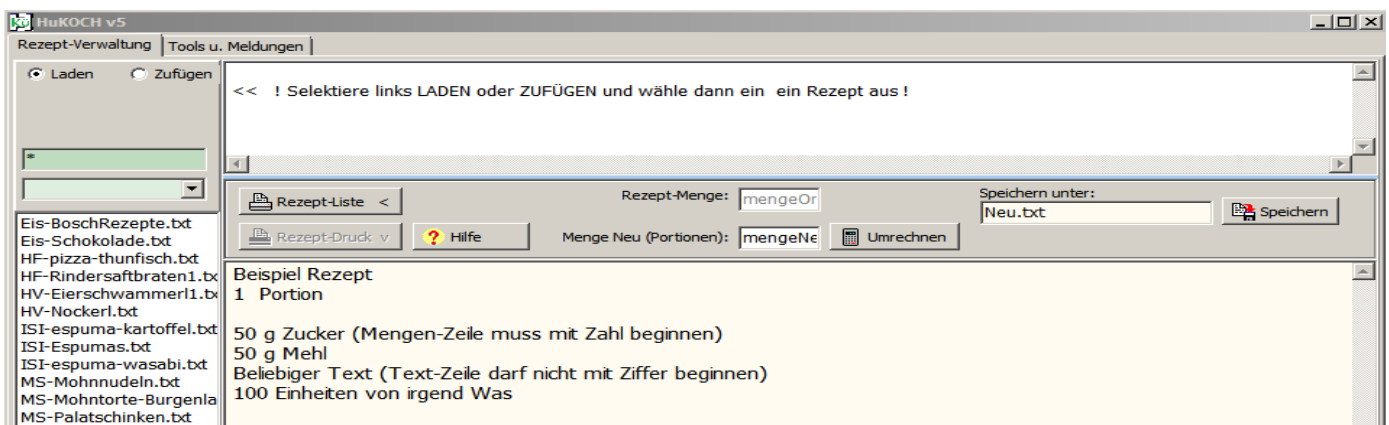 HuKOCH v5
Rezept-Verwaltung
Tools u. Meldungen
Laden
Zufügen
<< ! Selektiere links LADEN oder ZUFÜGEN und wähle dann ein ein Rezept aus !
*
Rezept-Liste <
Rezept-Menge:
mengeOr
Speichern unter:
Neu.txt
Speichern
Rezept-Druck v
Hilfe
Menge Neu (Portionen):
mengeNe
Umrechnen
Eis-BoschRezepte.txt
Eis-Schokolade.txt
HF-pizza-thunfisch.txt
HF-Rindersaftbraten1.tx
HV-Eierschwammerl1.tx
HV-Nockerl.txt
ISI-espuma-kartoffel.txt
ISI-Espumas.txt
ISI-espuma-wasabi.txt
MS-Mohnnudeln.txt
MS-Mohntorte-Burgenla
MS-Palatschinken.txt
Beispiel Rezept
1 Portion
50 g Zucker (Mengen-Zeile muss mit Zahl beginnen)
50 g Mehl
Beliebiger Text (Text-Zeile darf nicht mit Ziffer beginnen)
100 Einheiten von irgend Was